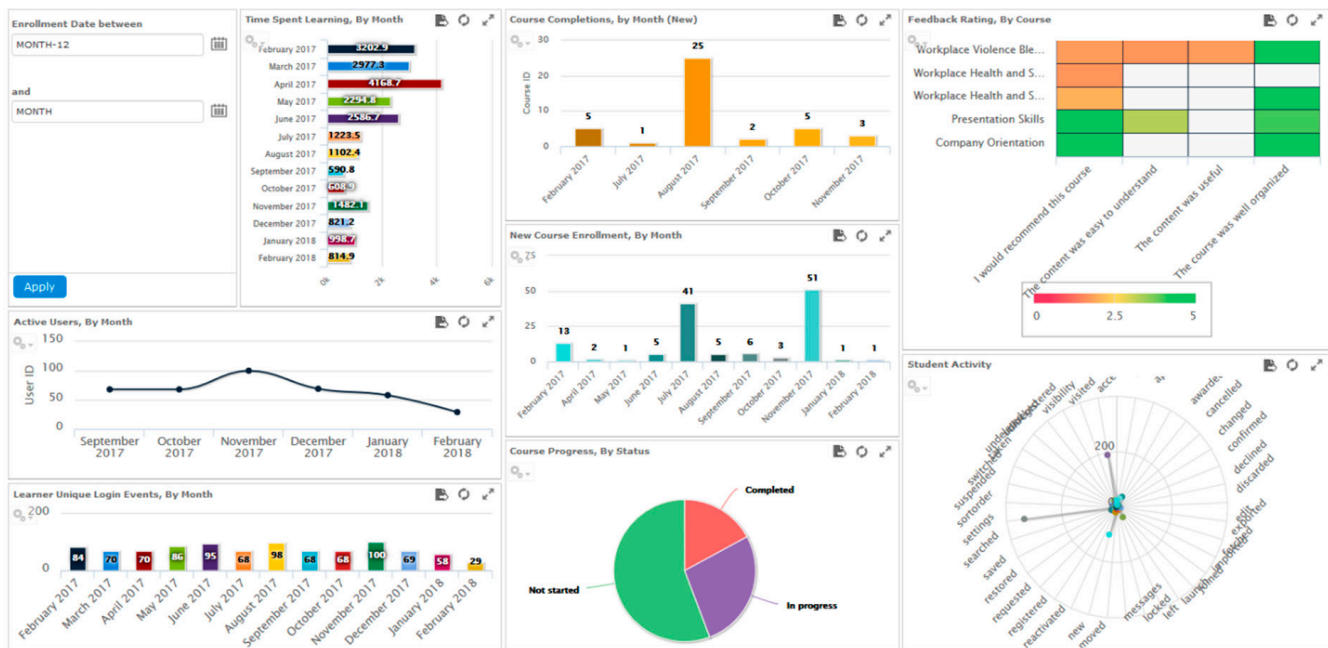 Enrollment Date between
MONTH-12
and
MONTH
Apply
Time Spent Learning, By Month
February 2017
3202.9
March 2017
2977.3
April 2017
4168.7
May 2017
2294.8
June 2017
2586.7
July 2017
1223.5
August 2017
1102.4
September 2017
590.8
October 2017
608.9
November 2017
1482.1
December 2017
821.2
January 2018
998.7
February 2018
814.9
0k
2k
4k
6k
Active Users, By Month
User ID
150
100
50
0
September 2017
October 2017
November 2017
December 2017
January 2018
February 2018
Learner Unique Login Events, By Month
200
0
84
70
70
86
95
68
98
68
68
100
69
58
29
February 2017
March 2017
April 2017
May 2017
June 2017
July 2017
August 2017
September 2017
October 2017
November 2017
December 2017
January 2018
February 2018
Course Completions, by Month (New)
Course ID
30
20
10
0
5
1
25
2
5
3
February 2017
July 2017
August 2017
September 2017
October 2017
November 2017
New Course Enrollment, By Month
75
50
25
0
13
2
1
5
41
5
6
3
51
1
1
February 2017
April 2017
May 2017
June 2017
July 2017
August 2017
September 2017
October 2017
November 2017
January 2018
February 2018
Course Progress, By Status
Completed
Not started
In progress
Feedback Rating, By Course
Workplace Violence Ble...
Workplace Health and S...
Workplace Health and S...
Presentation Skills
Company Orientation
I would recommend this course
The content was easy to understand
The content was useful
The course was well organized
0
2.5
5
Student Activity
200
0
awarded
cancelled
changed
confirmed
declined
discarded
edit
exported
joined
left
locked
messages
moved
new
reactivated
registered
requested
restored
saved
searched
settings
sortorder
suspended
visibility
visited